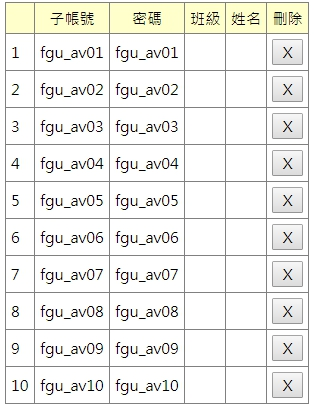 子帳號 密碼 班級 姓名 刪除
1 fgu_av01 fgu_av01 X
2 fgu_av02 fgu_av02 X
3 fgu_av03 fgu_av03 X
4 fgu_av04 fgu_av04 X
5 fgu_av05 fgu_av05 X
6 fgu_av06 fgu_av06 X
7 fgu_av07 fgu_av07 X
8 fgu_av08 fgu_av08 X
9 fgu_av09 fgu_av09 X
10 fgu_av10 fgu_av10 X